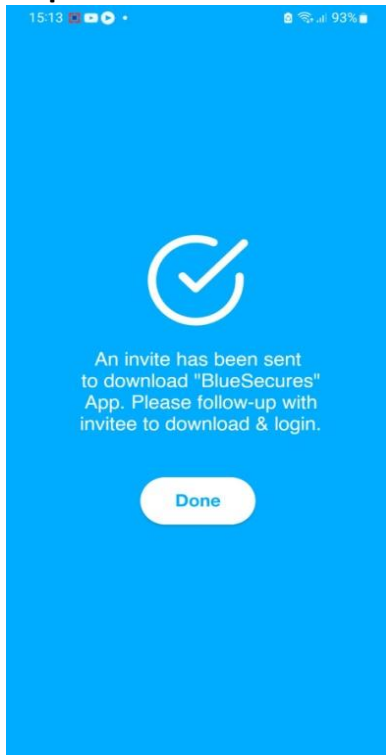 15:13
93%
An invite has been sent
to download "BlueSecures"
App. Please follow-up with
invitee to download & login.
Done